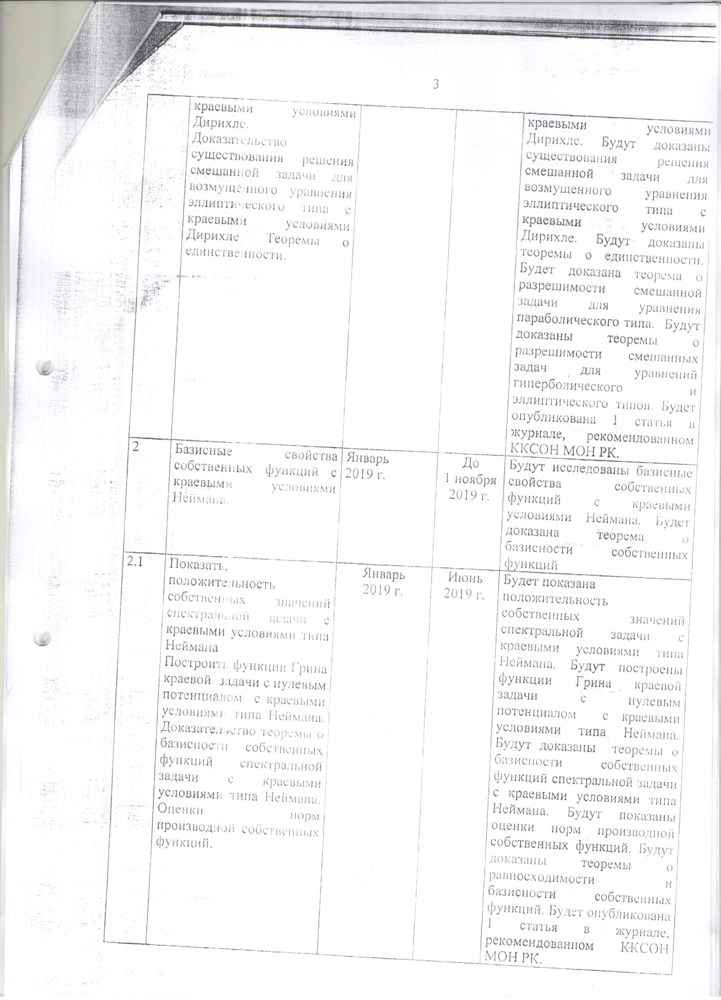 3
краевыми условиями
Дирихле.
Доказательство
существования решения
смешанной задачи для
возмущенного уравнения
эллиптического типа с
краевыми условиями
Дирихле. Теоремы о
единственности.
краевыми условиями
Дирихле. Будут доказаны
существования решения
смешанной задачи для
возмущенного уравнения
эллиптического типа с
краевыми условиями
Дирихле. Будут доказаны
теоремы о единственности.
Будет доказана теорема о
разрешимости смешанной
задачи для уравнения
параболического типа. Будут
доказаны теоремы о
разрешимости смешанных
задач для уравнений
гиперболического и
эллиптического типов. Будет
опубликована 1 статья в
журнале, рекомендованном
ККСОН МОН РК.
2
Базисные свойства
собственных функций с
краевыми условиями
Неймана.
Январь
2019 г.
До
1 ноября
2019 г.
Будут исследованы базисные
свойства собственных
функций с краевыми
условиями Неймана. Будет
доказана теорема о
базисности собственных
функций
2.1
Показать,
положительность
собственных значений
спектральной задачи с
краевыми условиями типа
Неймана
Построить функции Грина
краевой задачи с нулевым
потенциалом с краевыми
условиями типа Неймана.
Доказательство теоремы о
базисности собственных
функций спектральной
задачи с краевыми
условиями типа Неймана.
Оценки норм
производной собственных
функций.
Январь
2019 г.
Июнь
2019 г.
Будет показана
положительность
собственных значений
спектральной задачи с
краевыми условиями типа
Неймана. Будут построены
функции Грина краевой
задачи с нулевым
потенциалом с краевыми
условиями типа Неймана.
Будут доказаны теоремы о
базисности собственных
функций спектральной задачи
с краевыми условиями типа
Неймана. Будут показаны
оценки норм производной
собственных функций. Будут
доказаны теоремы о
равносходимости и
базисности собственных
функций. Будет опубликована
1 статья в журнале,
рекомендованном ККСОН
МОН РК.